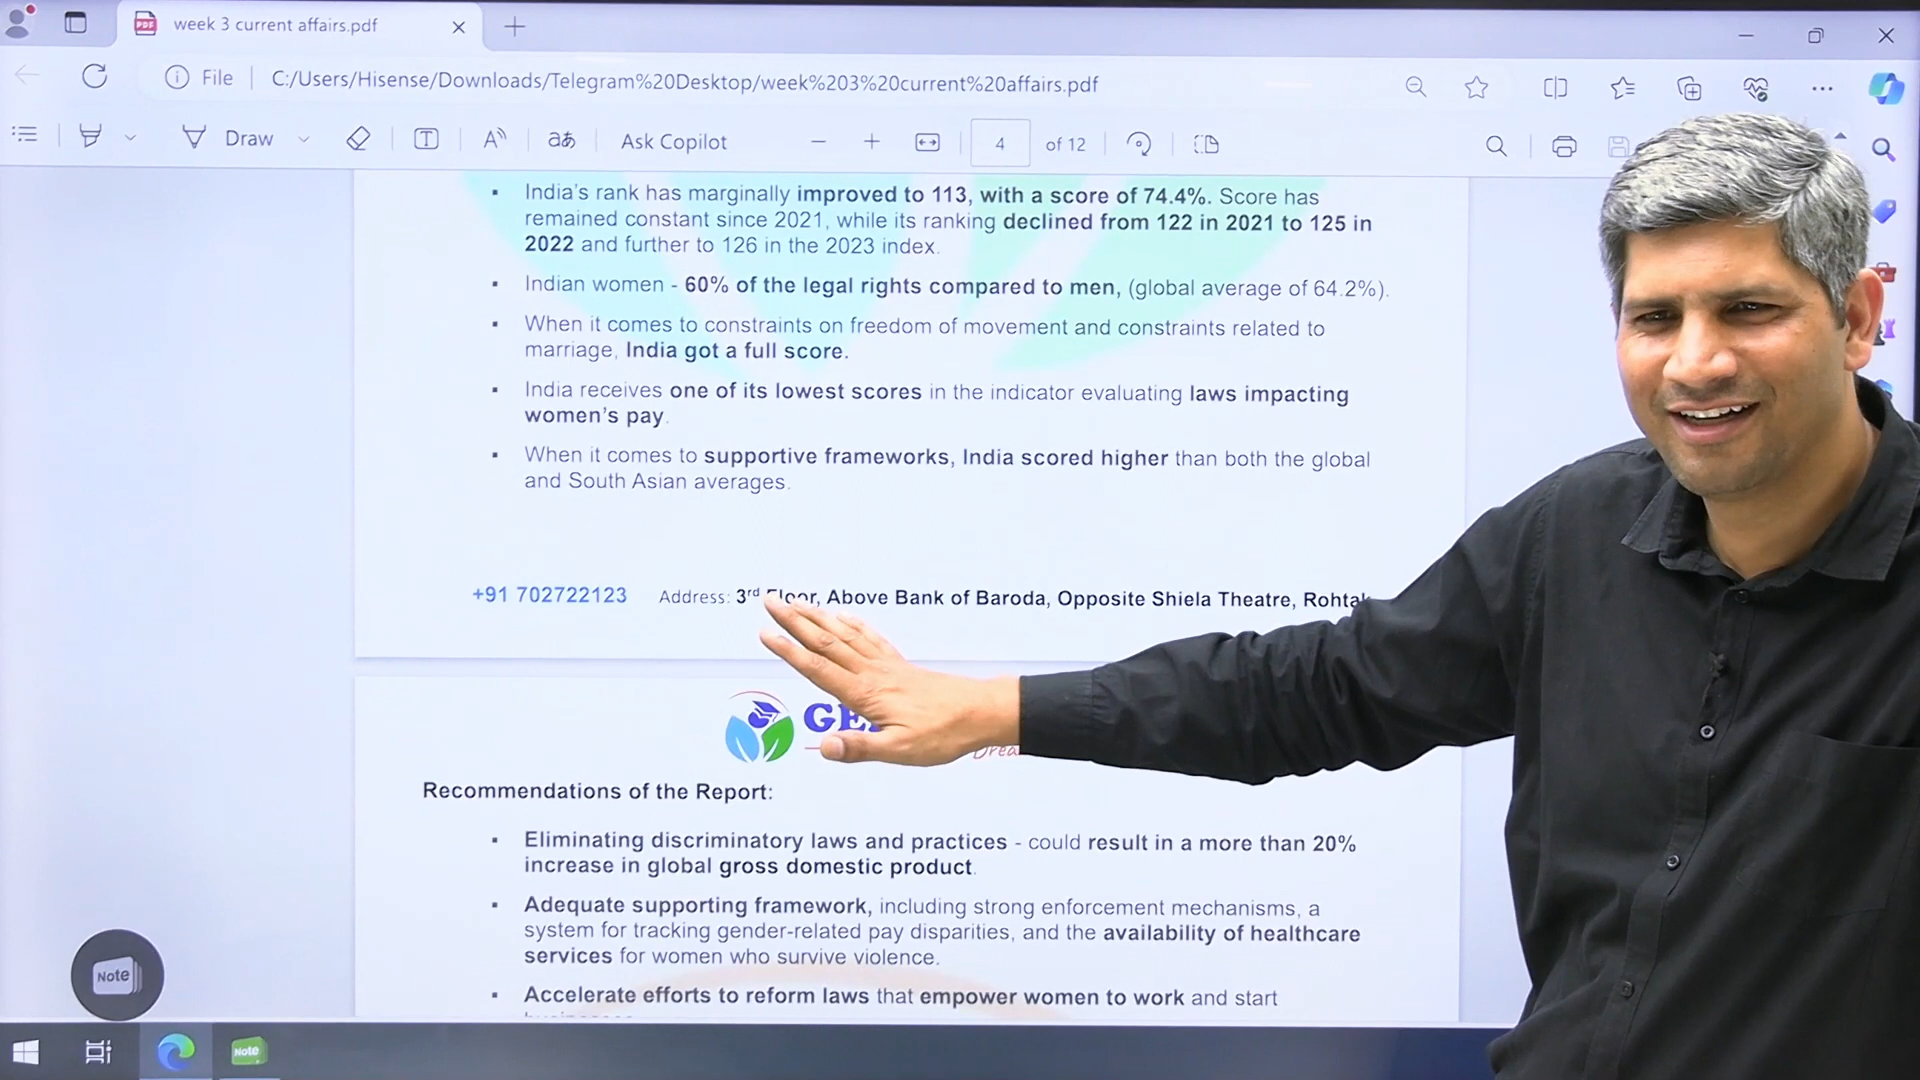 week 3 current affairs.pdf
File
C:/Users/Hisense/Downloads/Telegram%20Desktop/week%203%20current%20affairs.pdf
Draw
Ask Copilot
4 of 12
▪ India's rank has marginally improved to 113, with a score of 74.4%. Score has
remained constant since 2021, while its ranking declined from 122 in 2021 to 125 in
2022 and further to 126 in the 2023 index.
▪ Indian women - 60% of the legal rights compared to men, (global average of 64.2%).
▪ When it comes to constraints on freedom of movement and constraints related to
marriage, India got a full score.
▪ India receives one of its lowest scores in the indicator evaluating laws impacting
women's pay.
▪ When it comes to supportive frameworks, India scored higher than both the global
and South Asian averages.
+91 702722123 Address: 3rd Floor, Above Bank of Baroda, Opposite Shiela Theatre, Rohtak
Recommendations of the Report:
▪ Eliminating discriminatory laws and practices - could result in a more than 20%
increase in global gross domestic product.
▪ Adequate supporting framework, including strong enforcement mechanisms, a
system for tracking gender-related pay disparities, and the availability of healthcare
services for women who survive violence.
▪ Accelerate efforts to reform laws that empower women to work and start
Note
Note